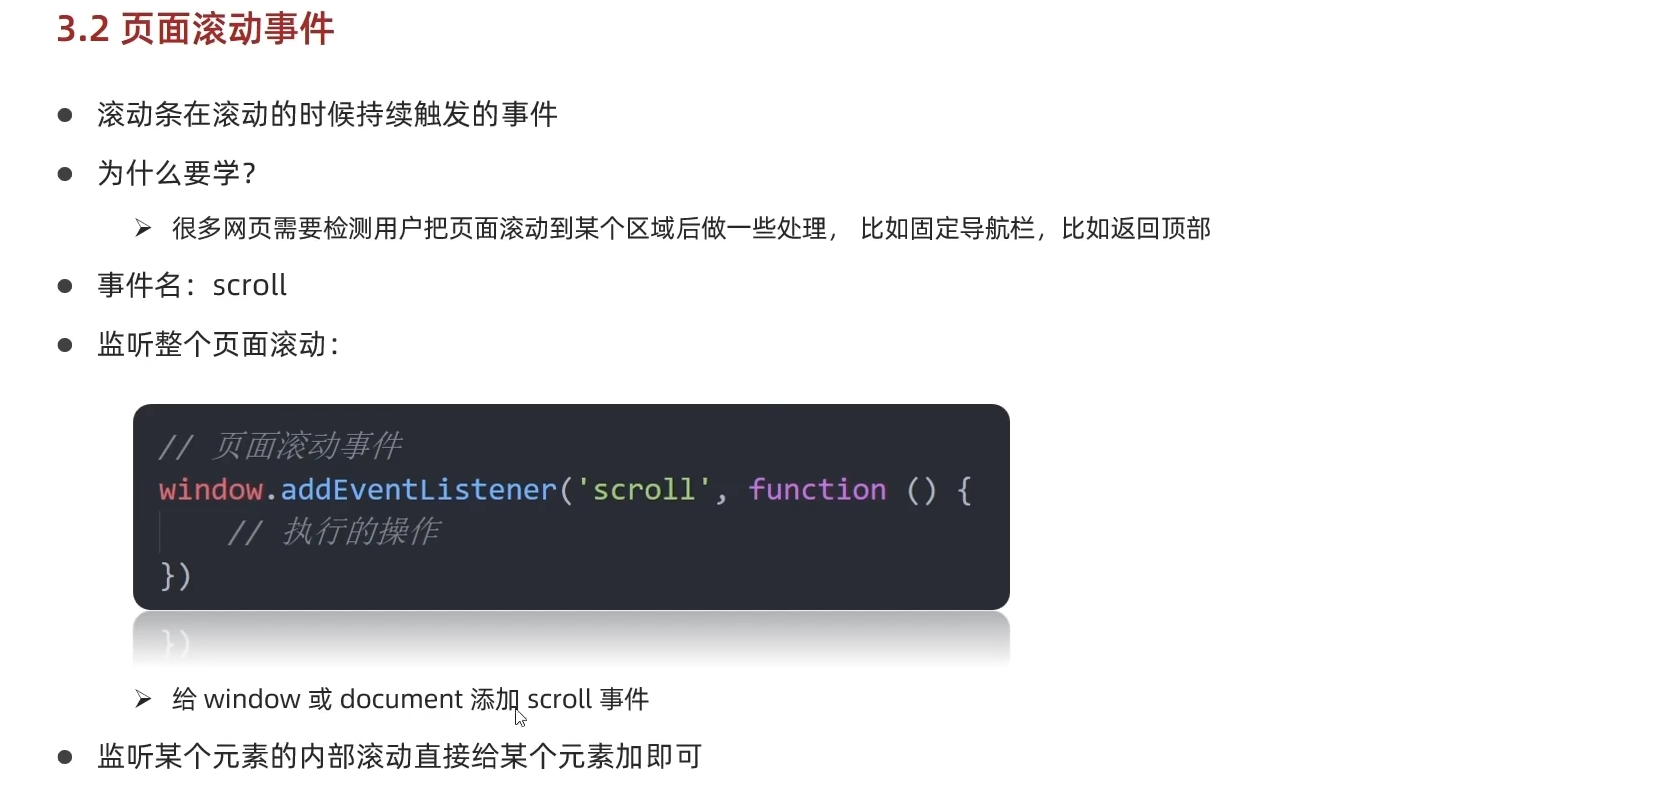 3.2 页面滚动事件
● 滚动条在滚动的时候持续触发的事件
● 为什么要学?
➢ 很多网页需要检测用户把页面滚动到某个区域后做一些处理， 比如固定导航栏，比如返回顶部
● 事件名：scroll
● 监听整个页面滚动：
// 页面滚动事件
window.addEventListener('scroll', function () {
// 执行的操作
})
})
➢ 给 window 或 document 添加 scroll 事件
● 监听某个元素的内部滚动直接给某个元素加即可